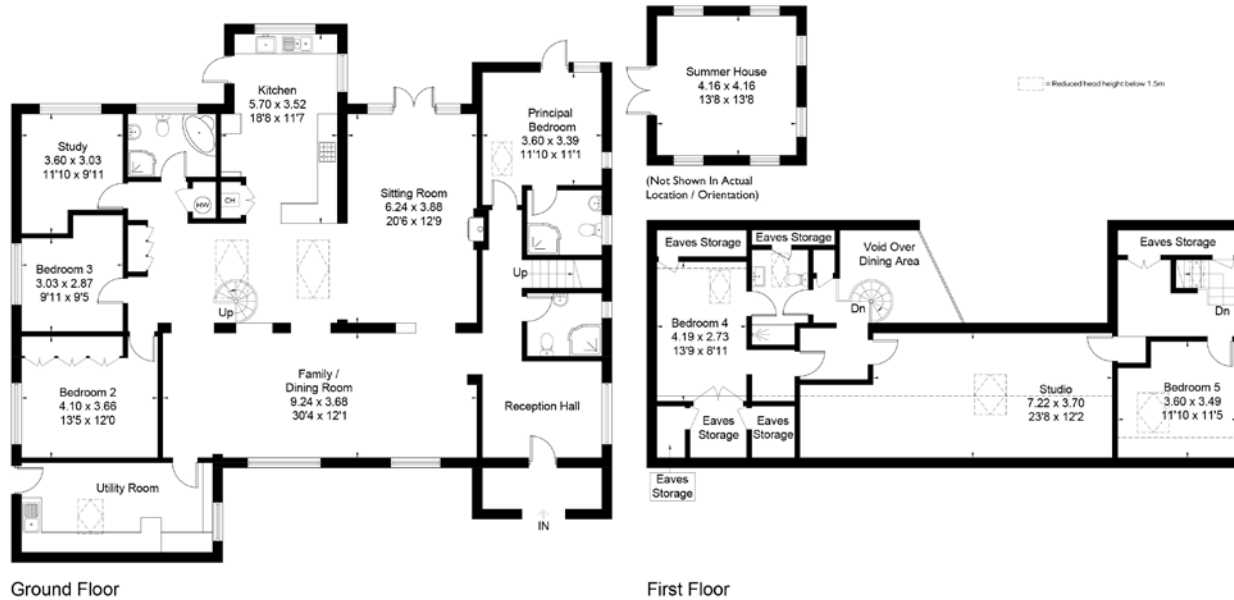 Kitchen
5.70 x 3.52
18'8 x 11'7
Study
3.60 x 3.03
11'10 x 9'11
HW
CH
Sitting Room
6.24 x 3.88
20'6 x 12'9
Principal
Bedroom
3.60 x 3.39
11'10 x 11'1
Bedroom 3
3.03 x 2.87
9'11 x 9'5
Up
Up
Bedroom 2
4.10 x 3.66
13'5 x 12'0
Family /
Dining Room
9.24 x 3.68
30'4 x 12'1
Reception Hall
Utility Room
IN
Ground Floor
Summer House
4.16 x 4.16
13'8 x 13'8
(Not Shown In Actual
Location / Orientation)
= Reduced head height below 1.5m
Eaves Storage
Eaves Storage
Void Over
Dining Area
Eaves Storage
Dn
Dn
Bedroom 4
4.19 x 2.73
13'9 x 8'11
Studio
7.22 x 3.70
23'8 x 12'2
Bedroom 5
3.60 x 3.49
11'10 x 11'5
Eaves
Storage
Eaves
Storage
Eaves
Storage
First Floor